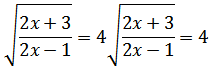 √((2x + 3)/(2x − 1)) = 4 √((2x + 3)/(2x − 1)) = 4